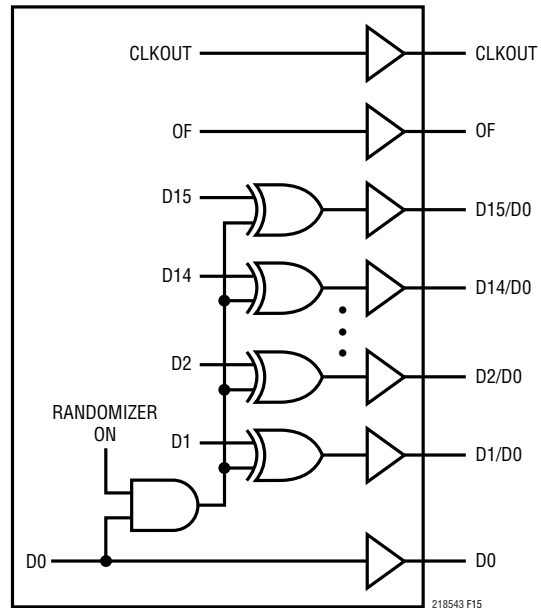 CLKOUT
CLKOUT
OF
OF
D15
D15/D0
D14
D14/D0
D2
D2/D0
RANDOMIZER
ON
D1
D1/D0
D0
D0
218543 F15